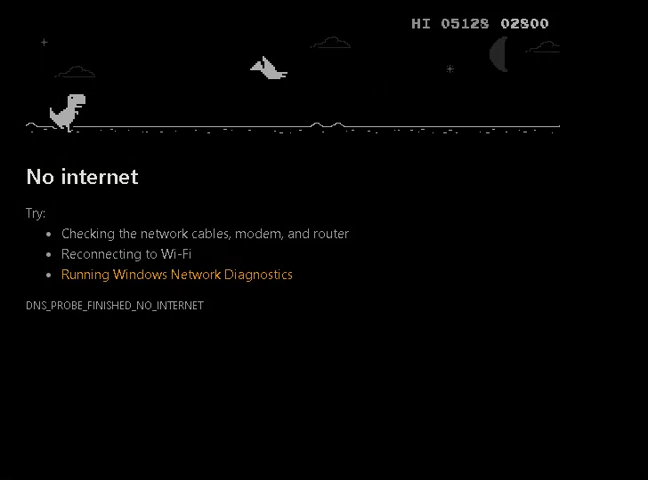 HI 05128 02800
No internet
Try:
• Checking the network cables, modem, and router
• Reconnecting to Wi-Fi
• Running Windows Network Diagnostics
DNS_PROBE_FINISHED_NO_INTERNET